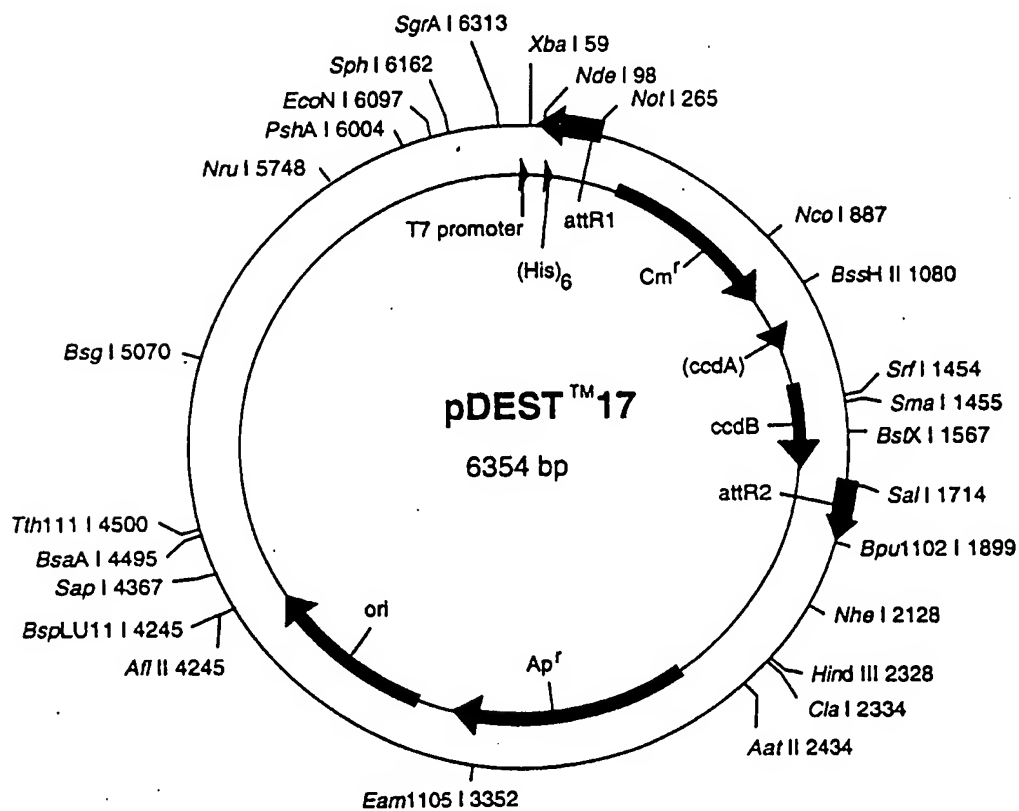 SgrA I 6313
Xba I 59
Sph I 6162
Nde I 98
EcoN I 6097
Not I 265
PshA I 6004
Nru I 5748
T7 promoter
attR1
(His)6
Cmr
Nco I 887
BssH II 1080
(ccdA)
Bsg I 5070
Srf I 1454
pDEST™17
Sma I 1455
ccdB
BstX I 1567
6354 bp
attR2
Sal I 1714
Tth111 I 4500
BsaA I 4495
Bpu1102 I 1899
Sap I 4367
ori
Nhe I 2128
BspLU11 I 4245
Afl II 4245
Apr
Hind III 2328
Cla I 2334
Aat II 2434
Eam1105 I 3352